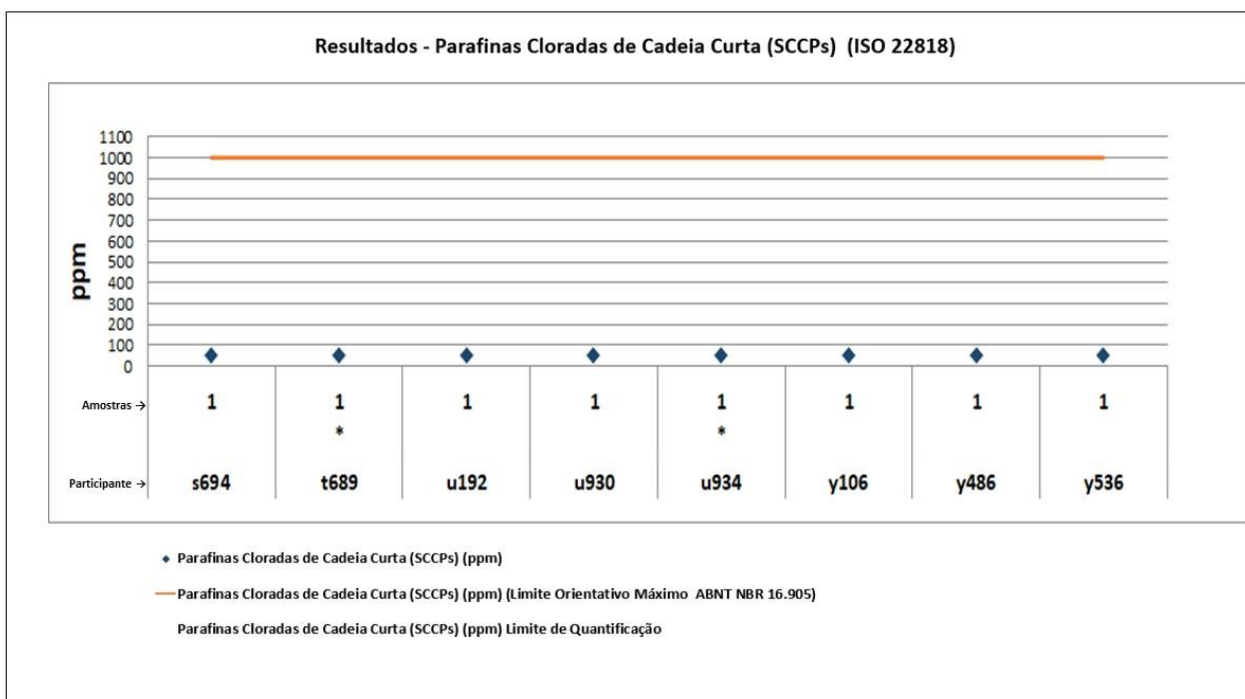 Resultados - Parafinas Cloradas de Cadeia Curta (SCCPs) (ISO 22818)
1100
1000
900
800
700
600
500
400
300
200
100
0
ppm
Amostras → 1 1 1 1 1 1 1 1
* *
Participante → s694 t689 u192 u930 u934 y106 y486 y536
Parafinas Cloradas de Cadeia Curta (SCCPs) (ppm)
Parafinas Cloradas de Cadeia Curta (SCCPs) (ppm) (Limite Orientativo Máximo ABNT NBR 16.905)
Parafinas Cloradas de Cadeia Curta (SCCPs) (ppm) Limite de Quantificação